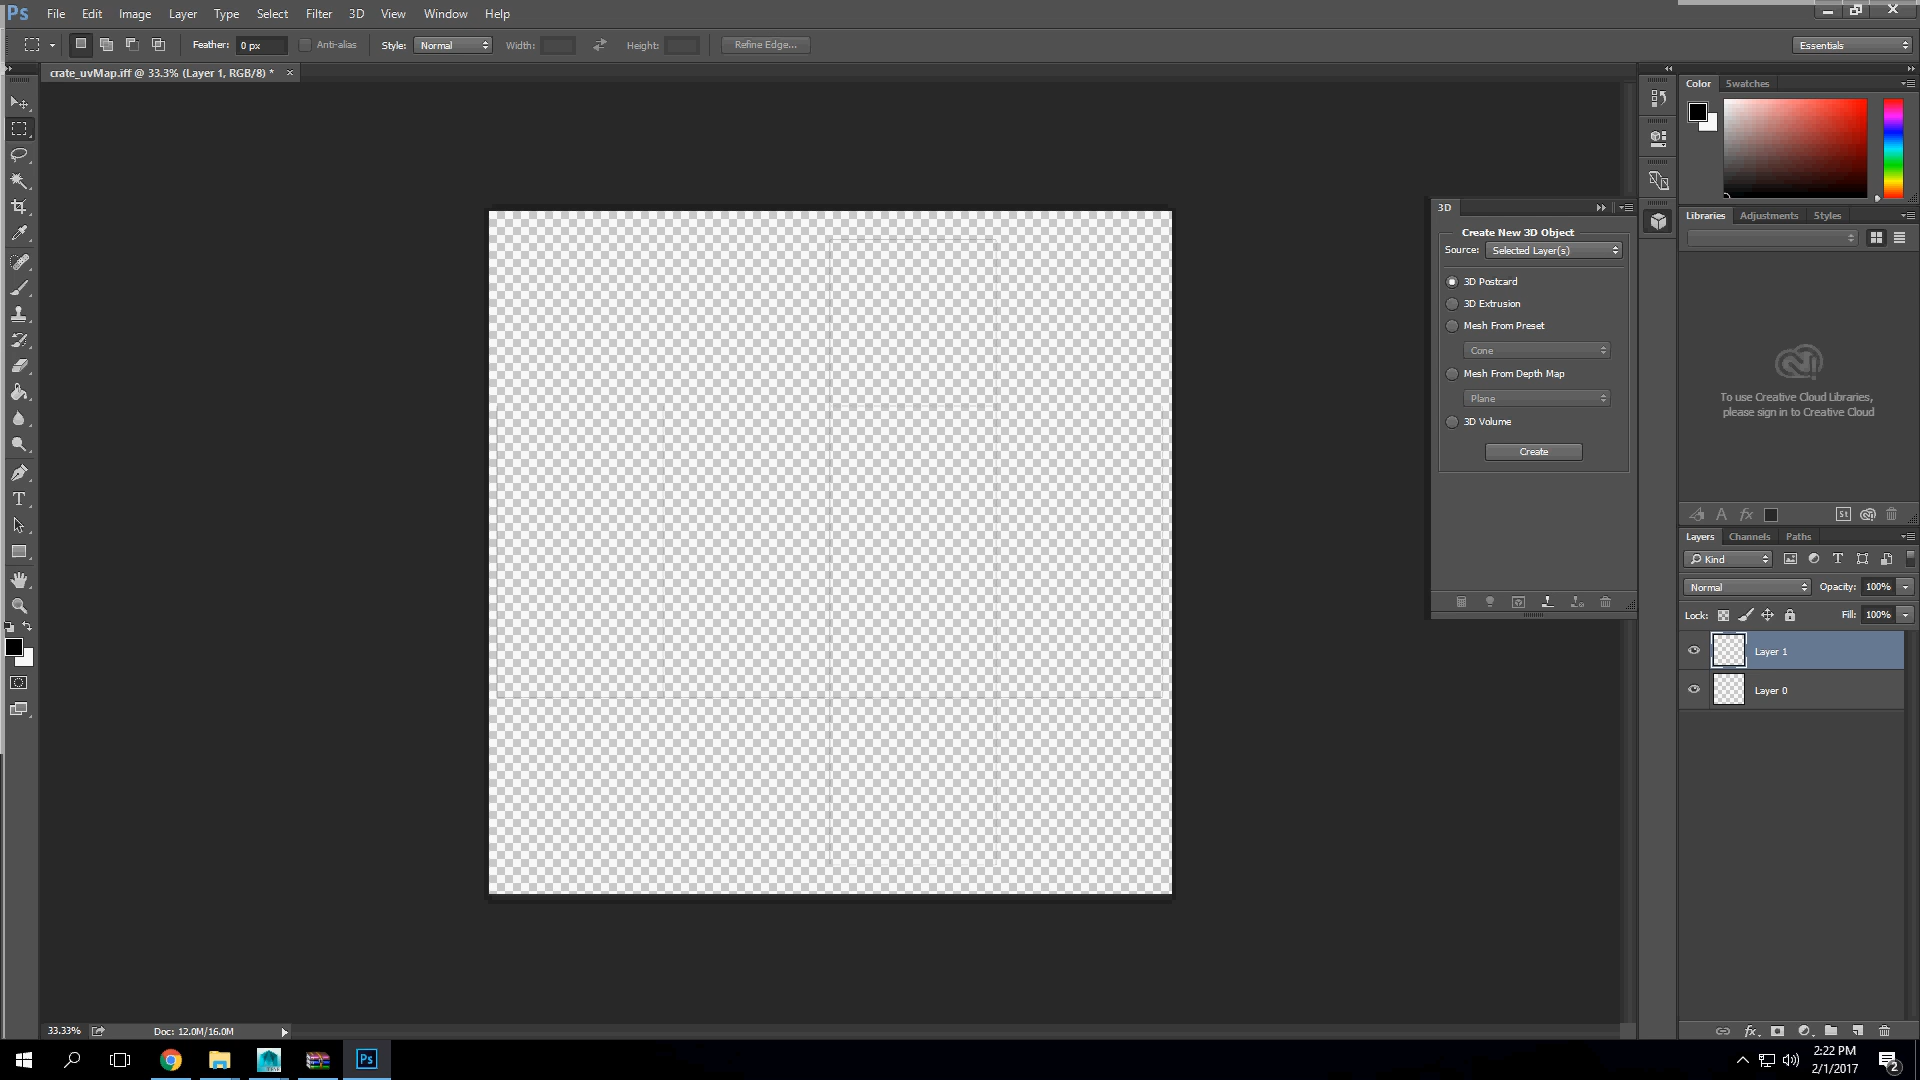 Ps File Edit Image Layer Type Select Filter 3D View Window Help
Feather: 0 px Anti-alias Style: Normal Width: Height: Refine Edge... Essentials
crate_uvMap.iff @ 33.3% (Layer 1, RGB/8) * ×
Color Swatches
3D
Create New 3D Object
Source: Selected Layer(s)
3D Postcard
3D Extrusion
Mesh From Preset
Cone
Mesh From Depth Map
Plane
3D Volume
Create
Libraries Adjustments Styles
To use Creative Cloud Libraries,
please sign in to Creative Cloud
St
Layers Channels Paths
Kind
Normal Opacity: 100%
Lock: Fill: 100%
Layer 1
Layer 0
33.33% Doc: 12.0M/16.0M
Ps
2:22 PM
2/1/2017
2